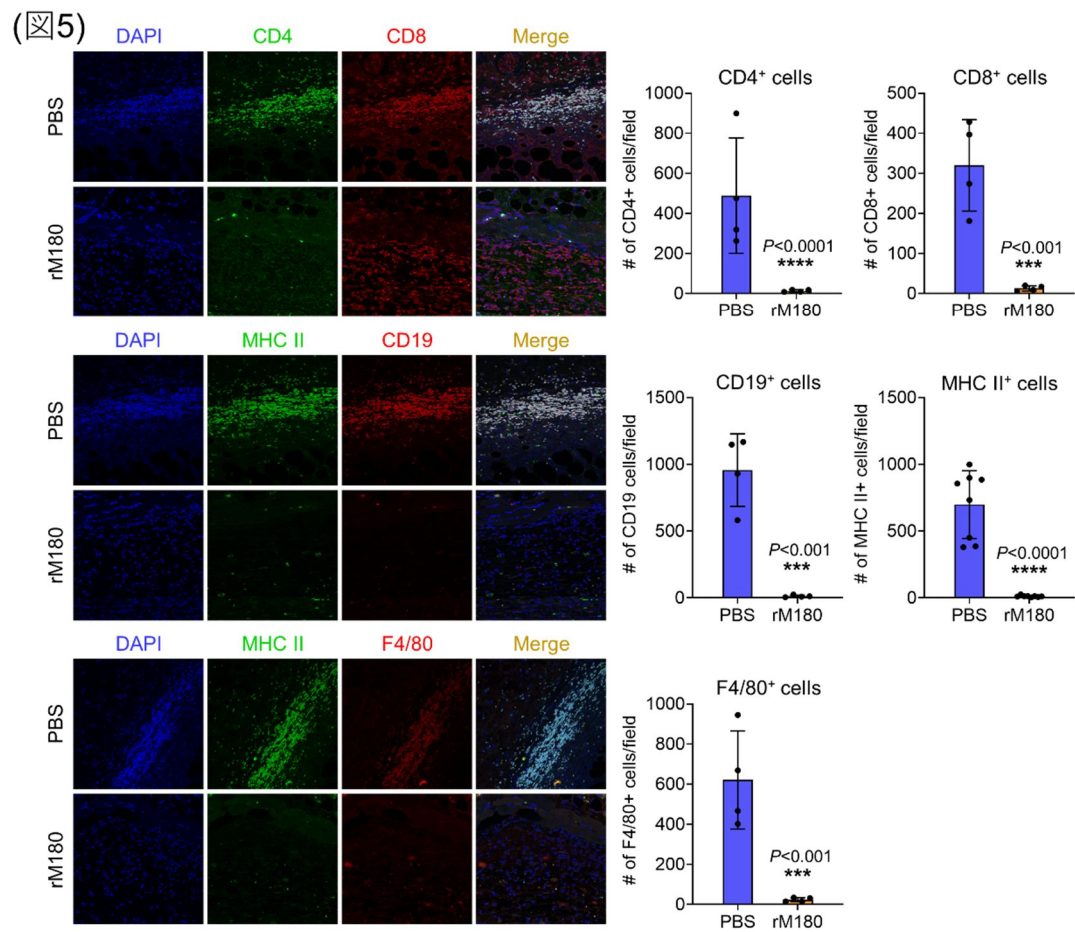 (図5)
DAPI CD4 CD8 Merge
PBS
rM180
DAPI MHC II CD19 Merge
PBS
rM180
DAPI MHC II F4/80 Merge
PBS
rM180
CD4⁺ cells
# of CD4+ cells/field
1000
800
600
400
200
0
P<0.0001
****
PBS rM180
CD8⁺ cells
# of CD8+ cells/field
500
400
300
200
100
0
P<0.001
***
PBS rM180
CD19⁺ cells
# of CD19 cells/field
1500
1000
500
0
P<0.001
***
PBS rM180
MHC II⁺ cells
# of MHC II+ cells/field
1500
1000
500
0
P<0.0001
****
PBS rM180
F4/80⁺ cells
# of F4/80+ cells/field
1000
800
600
400
200
0
P<0.001
***
PBS rM180